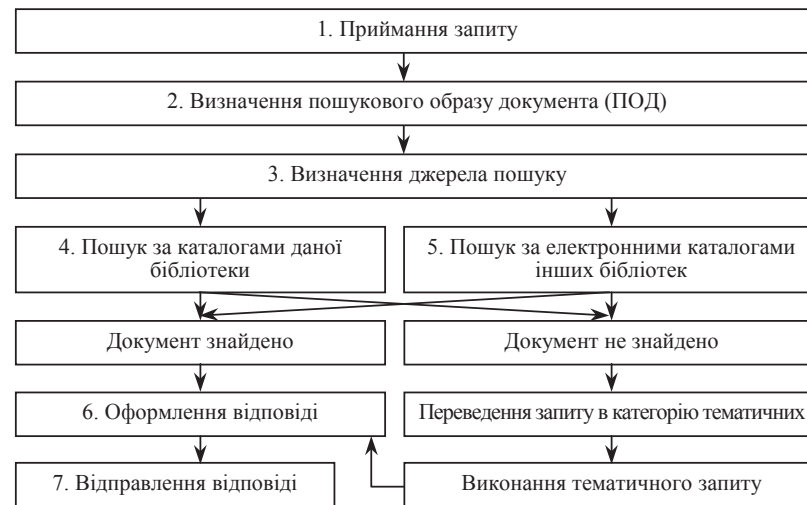 1. Приймання запиту
2. Визначення пошукового образу документа (ПОД)
3. Визначення джерела пошуку
4. Пошук за каталогами даної
бібліотеки
5. Пошук за електронними каталогами
інших бібліотек
Документ знайдено
Документ не знайдено
6. Оформлення відповіді
Переведення запиту в категорію тематичних
7. Відправлення відповіді
Виконання тематичного запиту